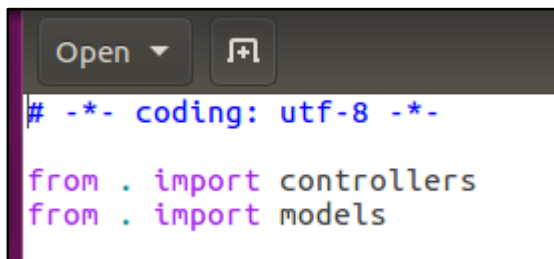 Open
# -*- coding: utf-8 -*-
from . import controllers
from . import models